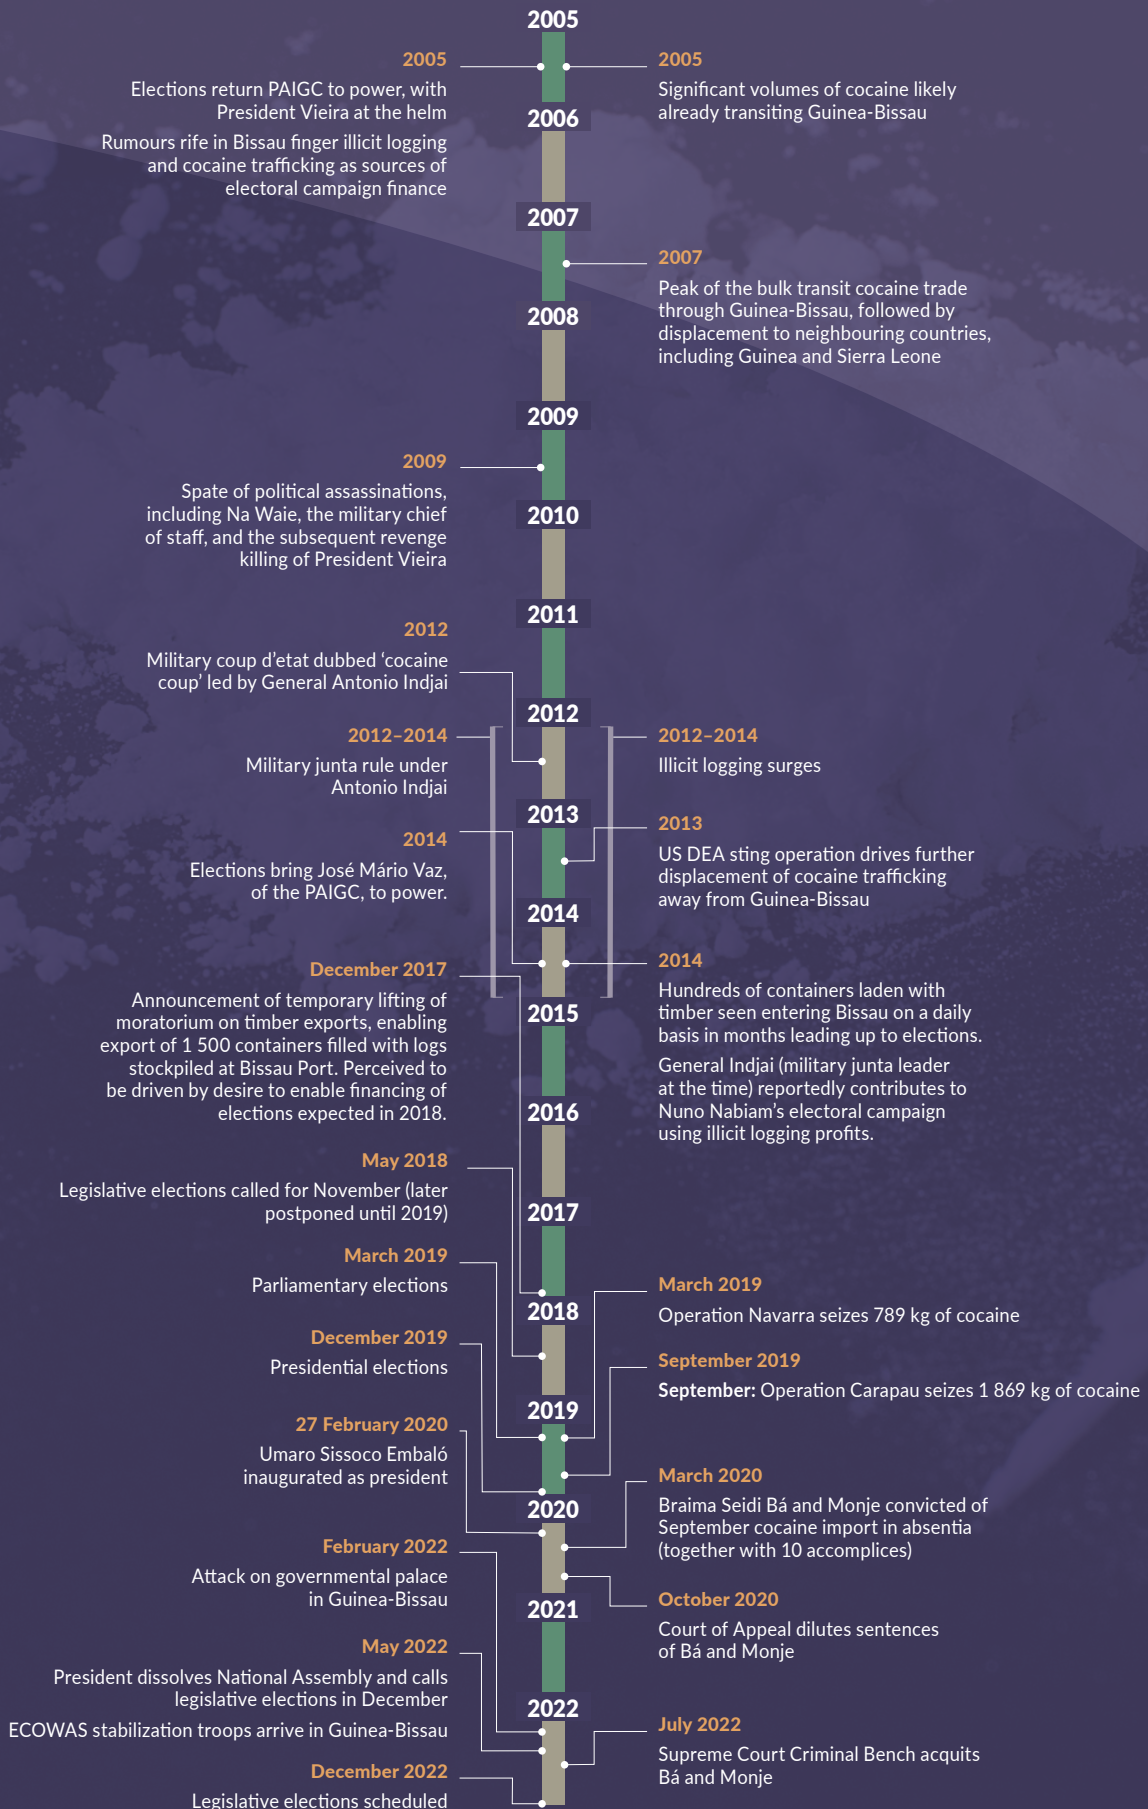 2005
2005
Elections return PAIGC to power, with
President Vieira at the helm
Rumours rife in Bissau finger illicit logging
and cocaine trafficking as sources of
electoral campaign finance
2005
Significant volumes of cocaine likely
already transiting Guinea-Bissau
2006
2007
2007
Peak of the bulk transit cocaine trade
through Guinea-Bissau, followed by
displacement to neighbouring countries,
including Guinea and Sierra Leone
2008
2009
2009
Spate of political assassinations,
including Na Waie, the military chief
of staff, and the subsequent revenge
killing of President Vieira
2010
2011
2012
Military coup d’etat dubbed ‘cocaine
coup’ led by General Antonio Indjai
2012
2012–2014
Military junta rule under
Antonio Indjai
2012–2014
Illicit logging surges
2013
2013
US DEA sting operation drives further
displacement of cocaine trafficking
away from Guinea-Bissau
2014
Elections bring José Mário Vaz,
of the PAIGC, to power.
2014
2014
Hundreds of containers laden with
timber seen entering Bissau on a daily
basis in months leading up to elections.
General Indjai (military junta leader
at the time) reportedly contributes to
Nuno Nabiam’s electoral campaign
using illicit logging profits.
December 2017
Announcement of temporary lifting of
moratorium on timber exports, enabling
export of 1 500 containers filled with logs
stockpiled at Bissau Port. Perceived to
be driven by desire to enable financing of
elections expected in 2018.
2015
2016
May 2018
Legislative elections called for November (later
postponed until 2019)
2017
March 2019
Parliamentary elections
March 2019
Operation Navarra seizes 789 kg of cocaine
2018
December 2019
Presidential elections
September 2019
September: Operation Carapau seizes 1 869 kg of cocaine
2019
27 February 2020
Umaro Sissoco Embaló
inaugurated as president
March 2020
Braima Seidi Bá and Monje convicted of
September cocaine import in absentia
(together with 10 accomplices)
2020
February 2022
Attack on governmental palace
in Guinea-Bissau
October 2020
Court of Appeal dilutes sentences
of Bá and Monje
2021
May 2022
President dissolves National Assembly and calls
legislative elections in December
ECOWAS stabilization troops arrive in Guinea-Bissau
2022
July 2022
Supreme Court Criminal Bench acquits
Bá and Monje
December 2022
Legislative elections scheduled